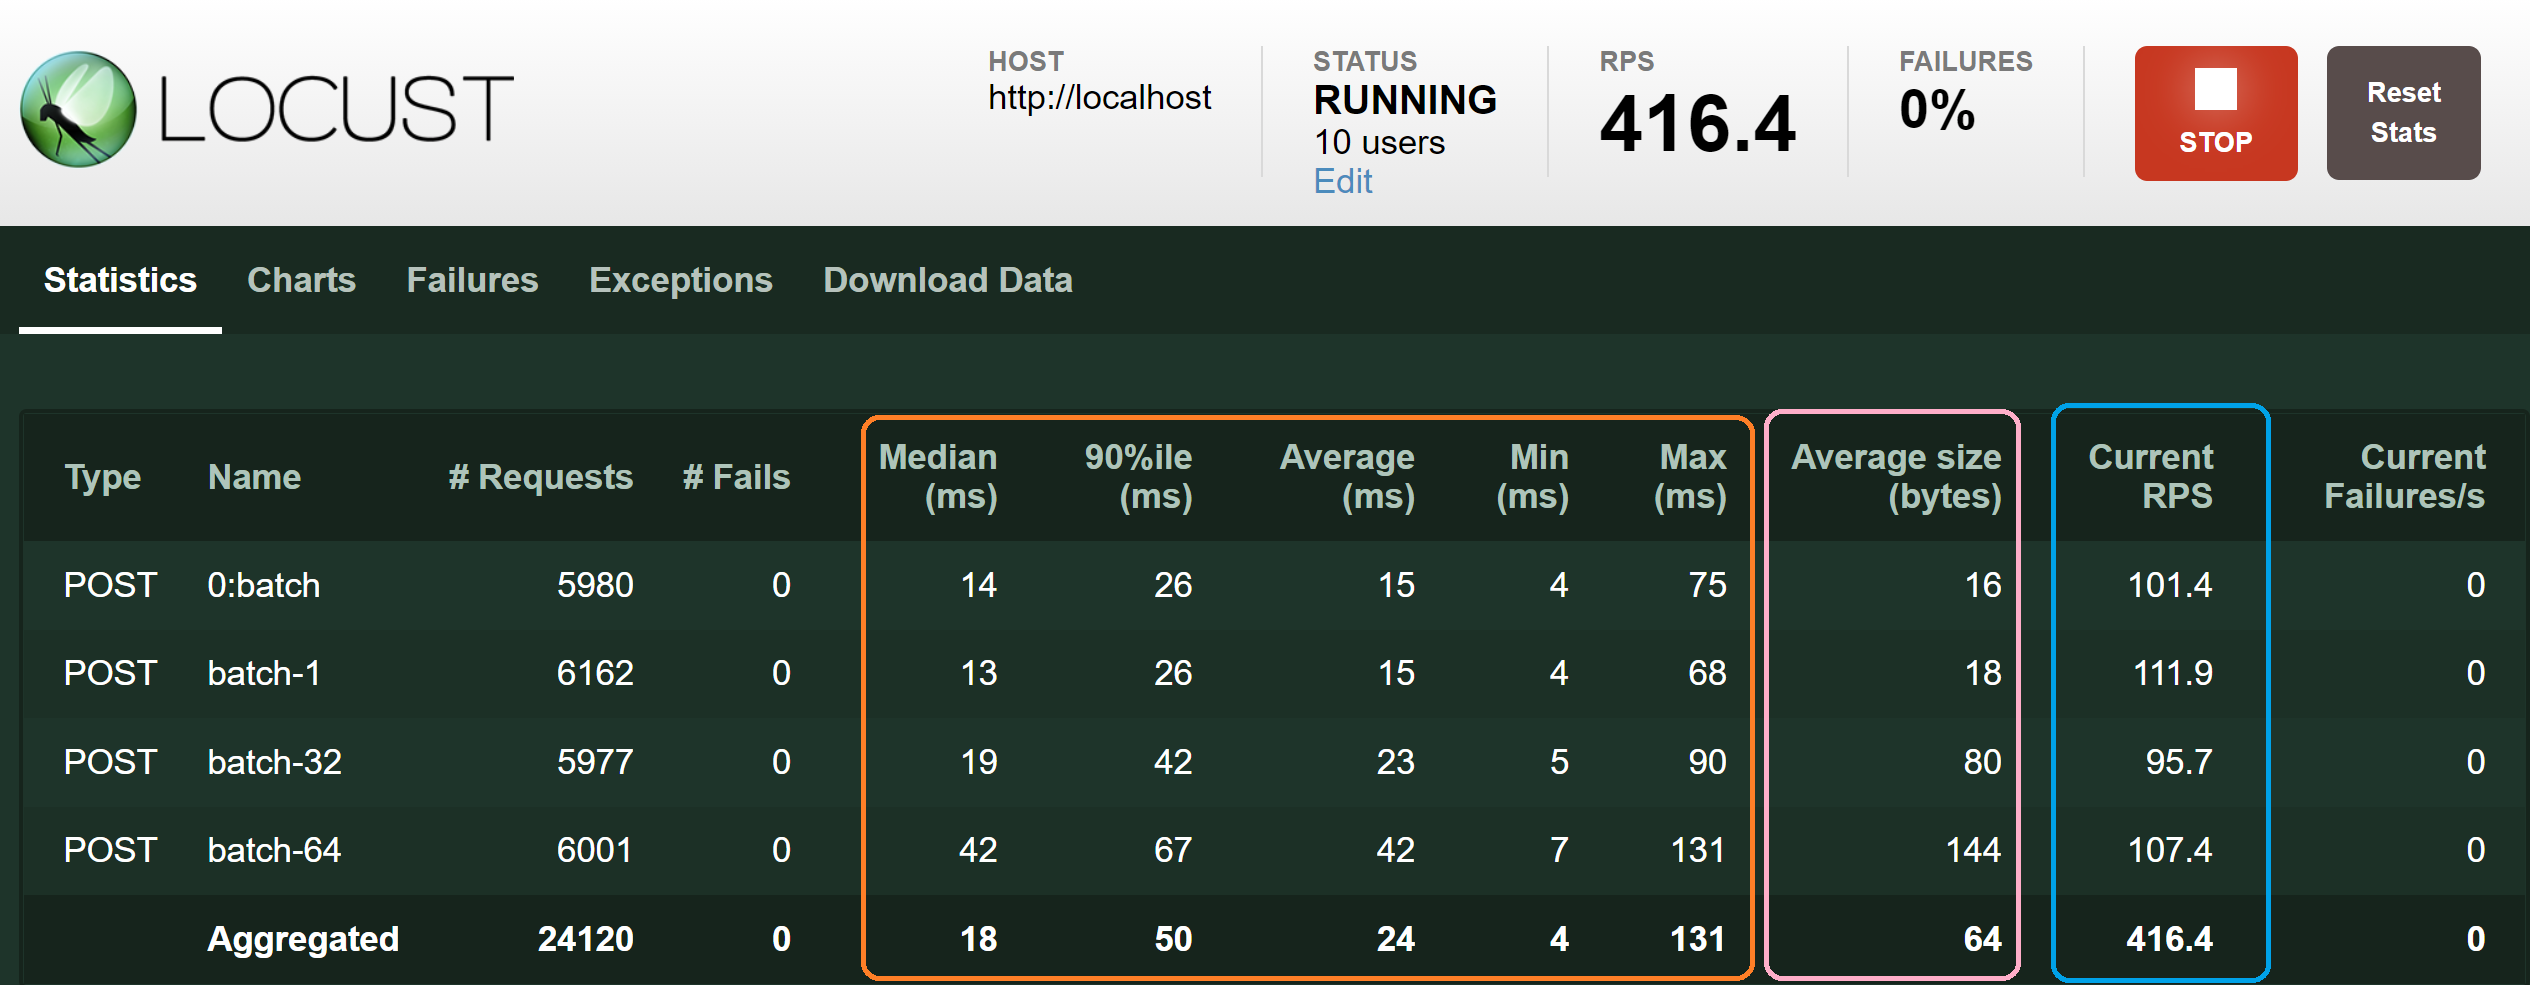 LOCUST
HOST
http://localhost
STATUS
RUNNING
10 users
Edit
RPS
416.4
FAILURES
0%
STOP
Reset
Stats
Statistics Charts Failures Exceptions Download Data
Type Name # Requests # Fails Median (ms) 90%ile (ms) Average (ms) Min (ms) Max (ms) Average size (bytes) Current RPS Current Failures/s
POST 0:batch 5980 0 14 26 15 4 75 16 101.4 0
POST batch-1 6162 0 13 26 15 4 68 18 111.9 0
POST batch-32 5977 0 19 42 23 5 90 80 95.7 0
POST batch-64 6001 0 42 67 42 7 131 144 107.4 0
Aggregated 24120 0 18 50 24 4 131 64 416.4 0